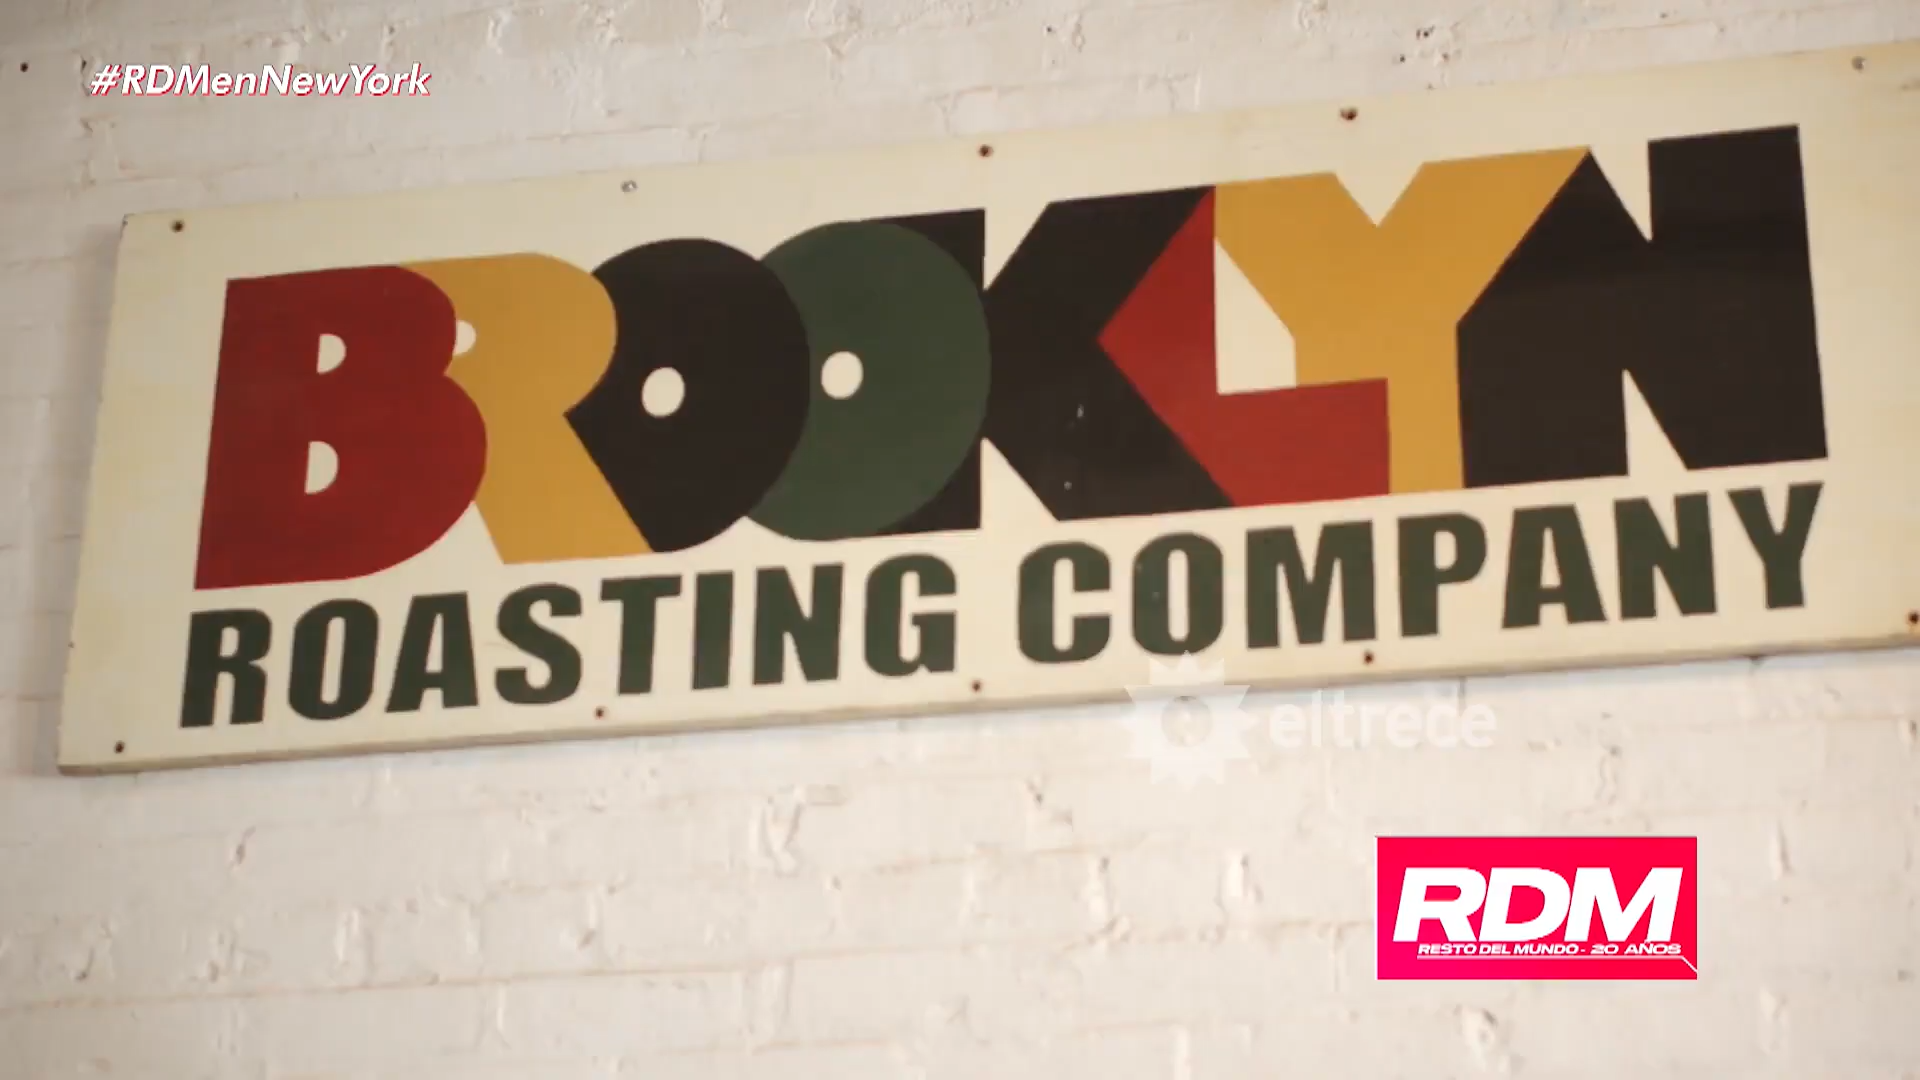 #RDMenNewYork
BROOKLYN
ROASTING COMPANY
eltrece
RDM
RESTO DEL MUNDO - 20 AÑOS